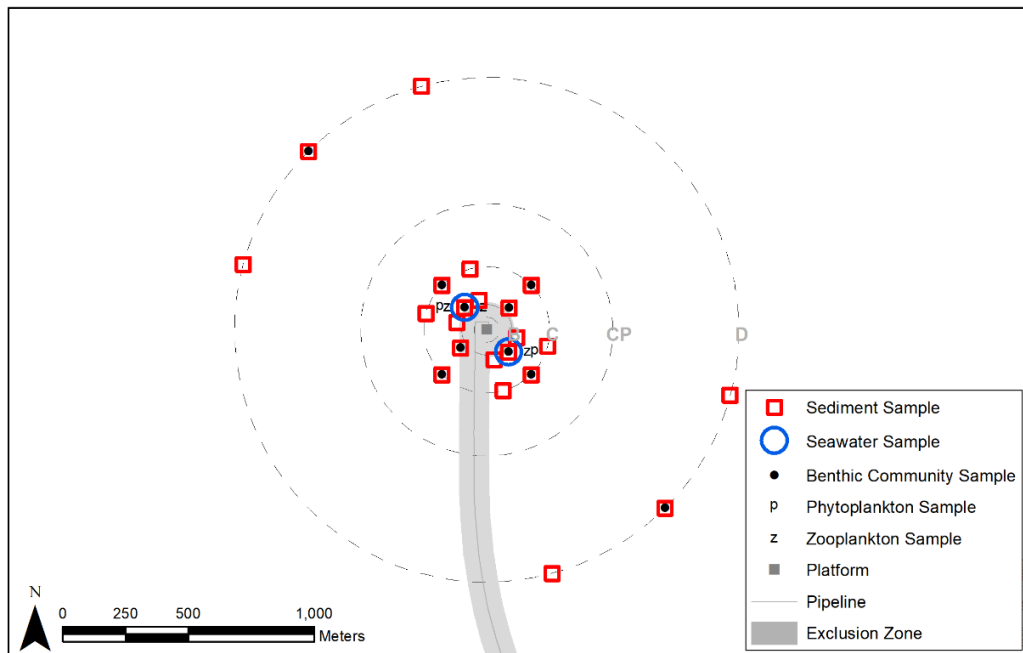 pz
z
B
C
CP
D
zp
Sediment Sample
Seawater Sample
Benthic Community Sample
p Phytoplankton Sample
z Zooplankton Sample
Platform
Pipeline
Exclusion Zone
N
0 250 500 1,000
Meters